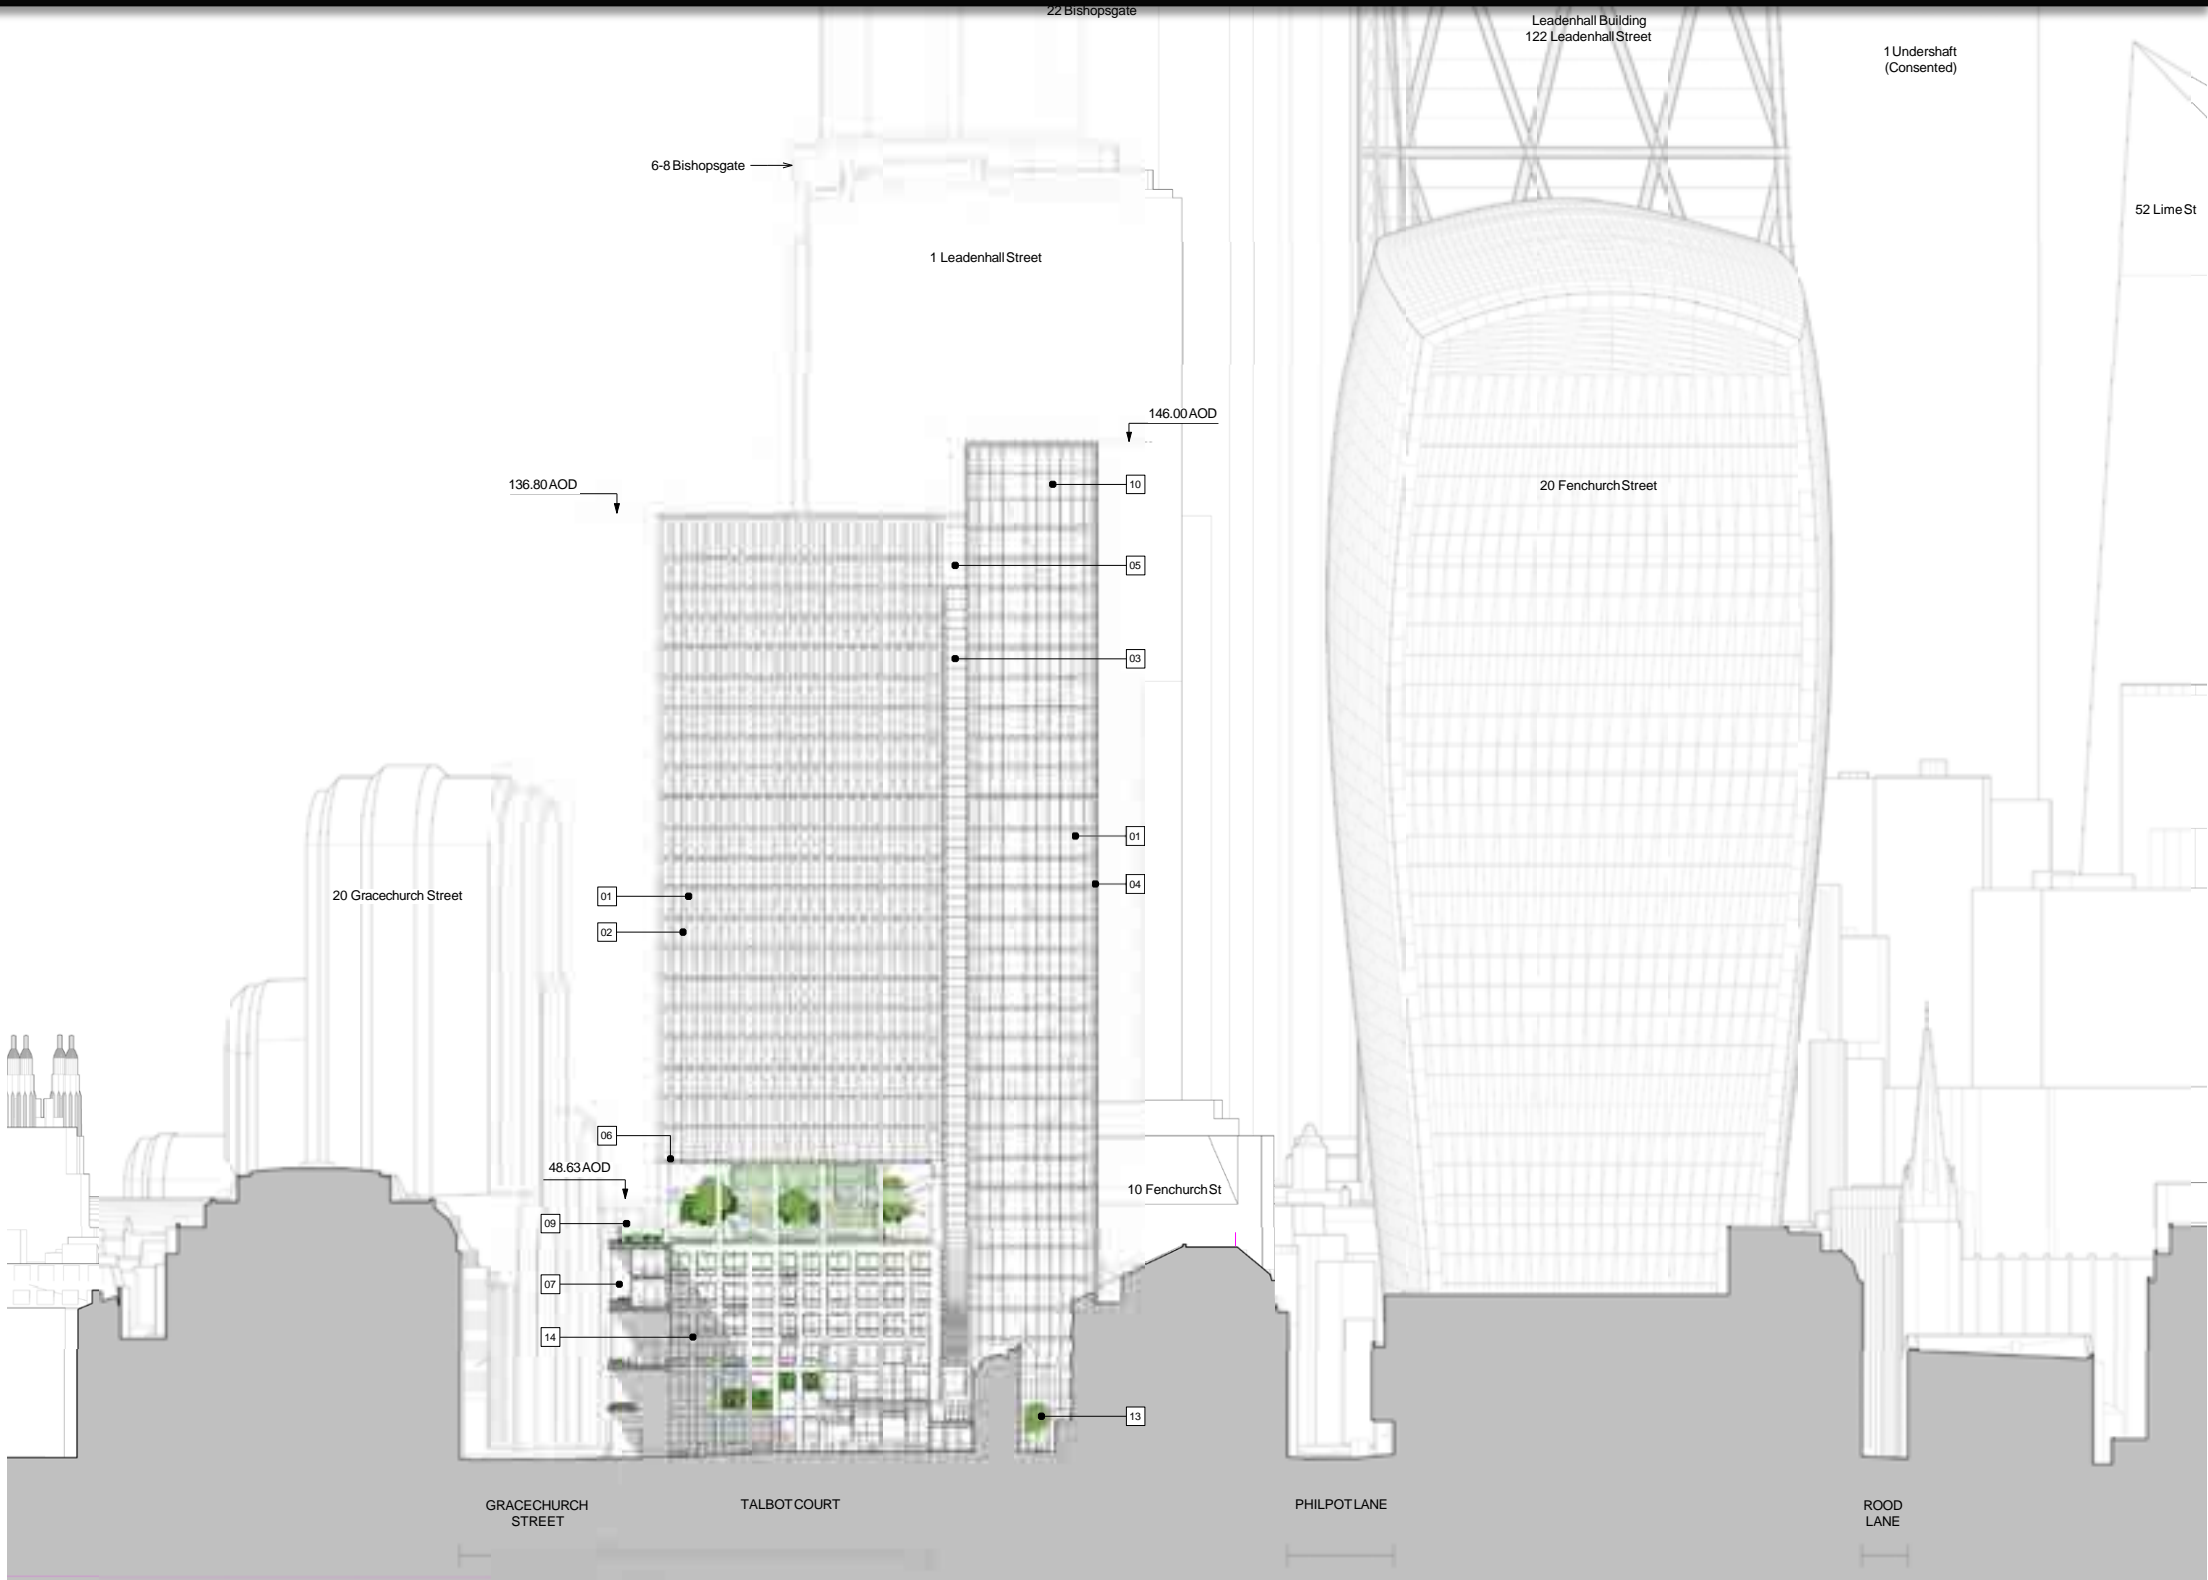 22 Bishopsgate
Leadenhall Building
122 Leadenhall Street
1 Undershaft
(Consented)
6-8 Bishopsgate
52 Lime St
1 Leadenhall Street
146.00 AOD
136.80 AOD
10
20 Fenchurch Street
05
03
01
04
20 Gracechurch Street
01
02
06
48.63 AOD
10 Fenchurch St
09
07
14
13
GRACECHURCH
STREET
TALBOT COURT
PHILPOT LANE
ROOD
LANE